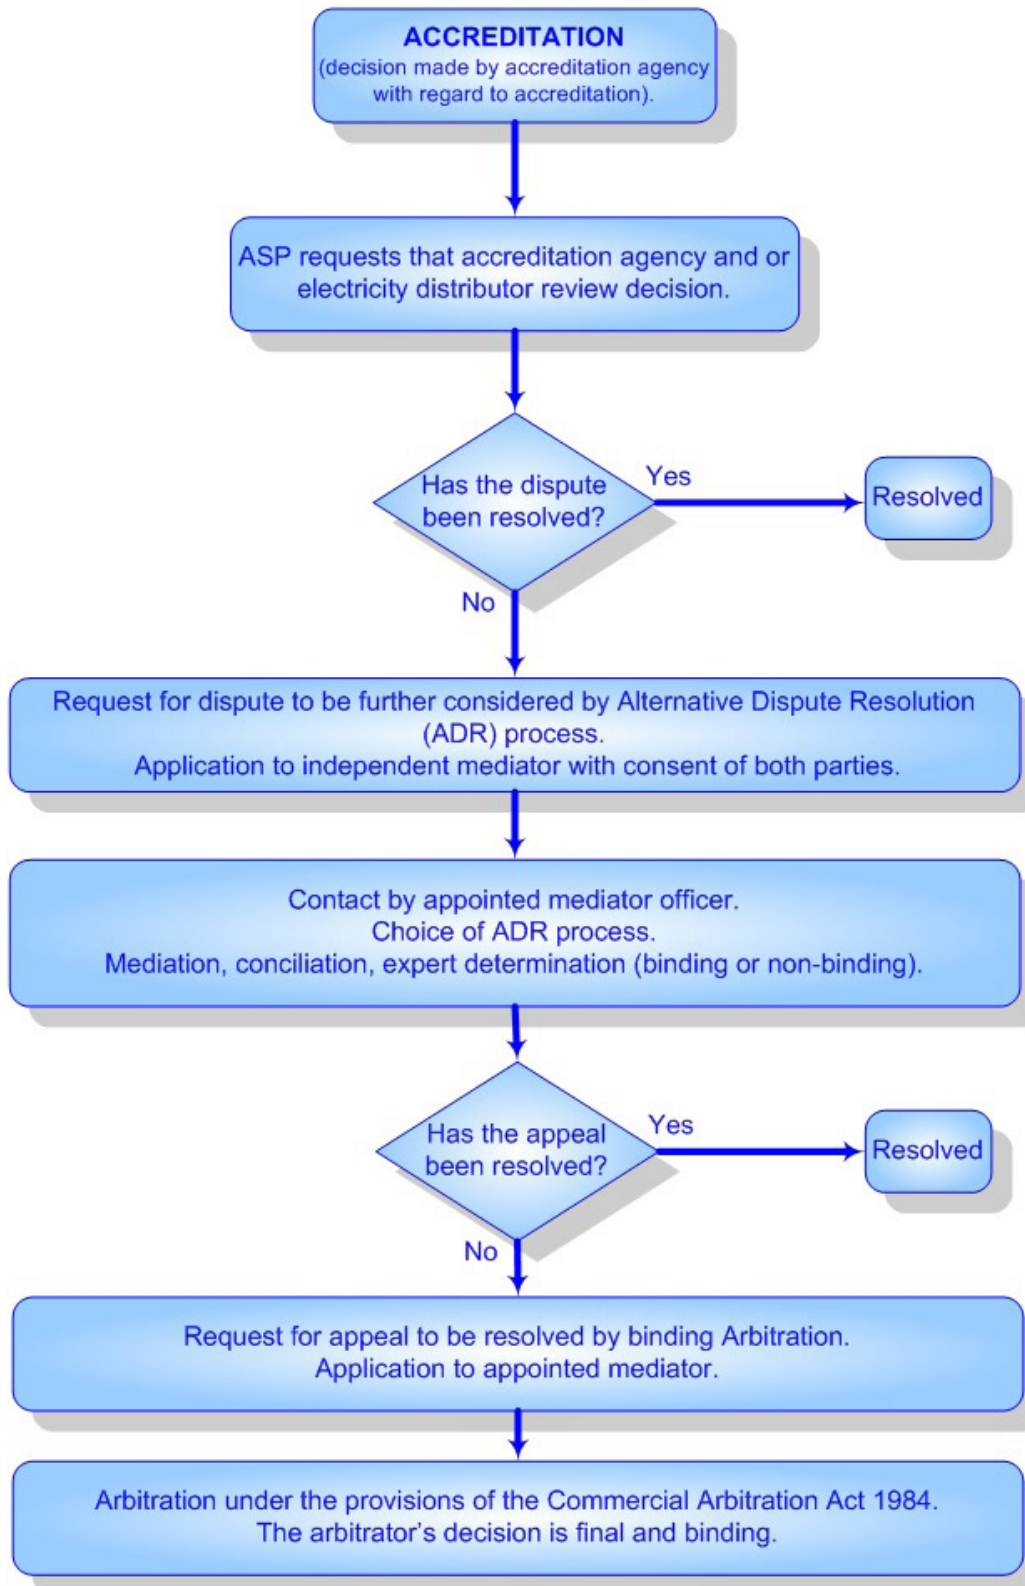 ACCREDITATION
(decision made by accreditation agency
with regard to accreditation).
ASP requests that accreditation agency and or
electricity distributor review decision.
Has the dispute
been resolved?
Yes
Resolved
No
Request for dispute to be further considered by Alternative Dispute Resolution
(ADR) process.
Application to independent mediator with consent of both parties.
Contact by appointed mediator officer.
Choice of ADR process.
Mediation, conciliation, expert determination (binding or non-binding).
Has the appeal
been resolved?
Yes
Resolved
No
Request for appeal to be resolved by binding Arbitration.
Application to appointed mediator.
Arbitration under the provisions of the Commercial Arbitration Act 1984.
The arbitrator’s decision is final and binding.